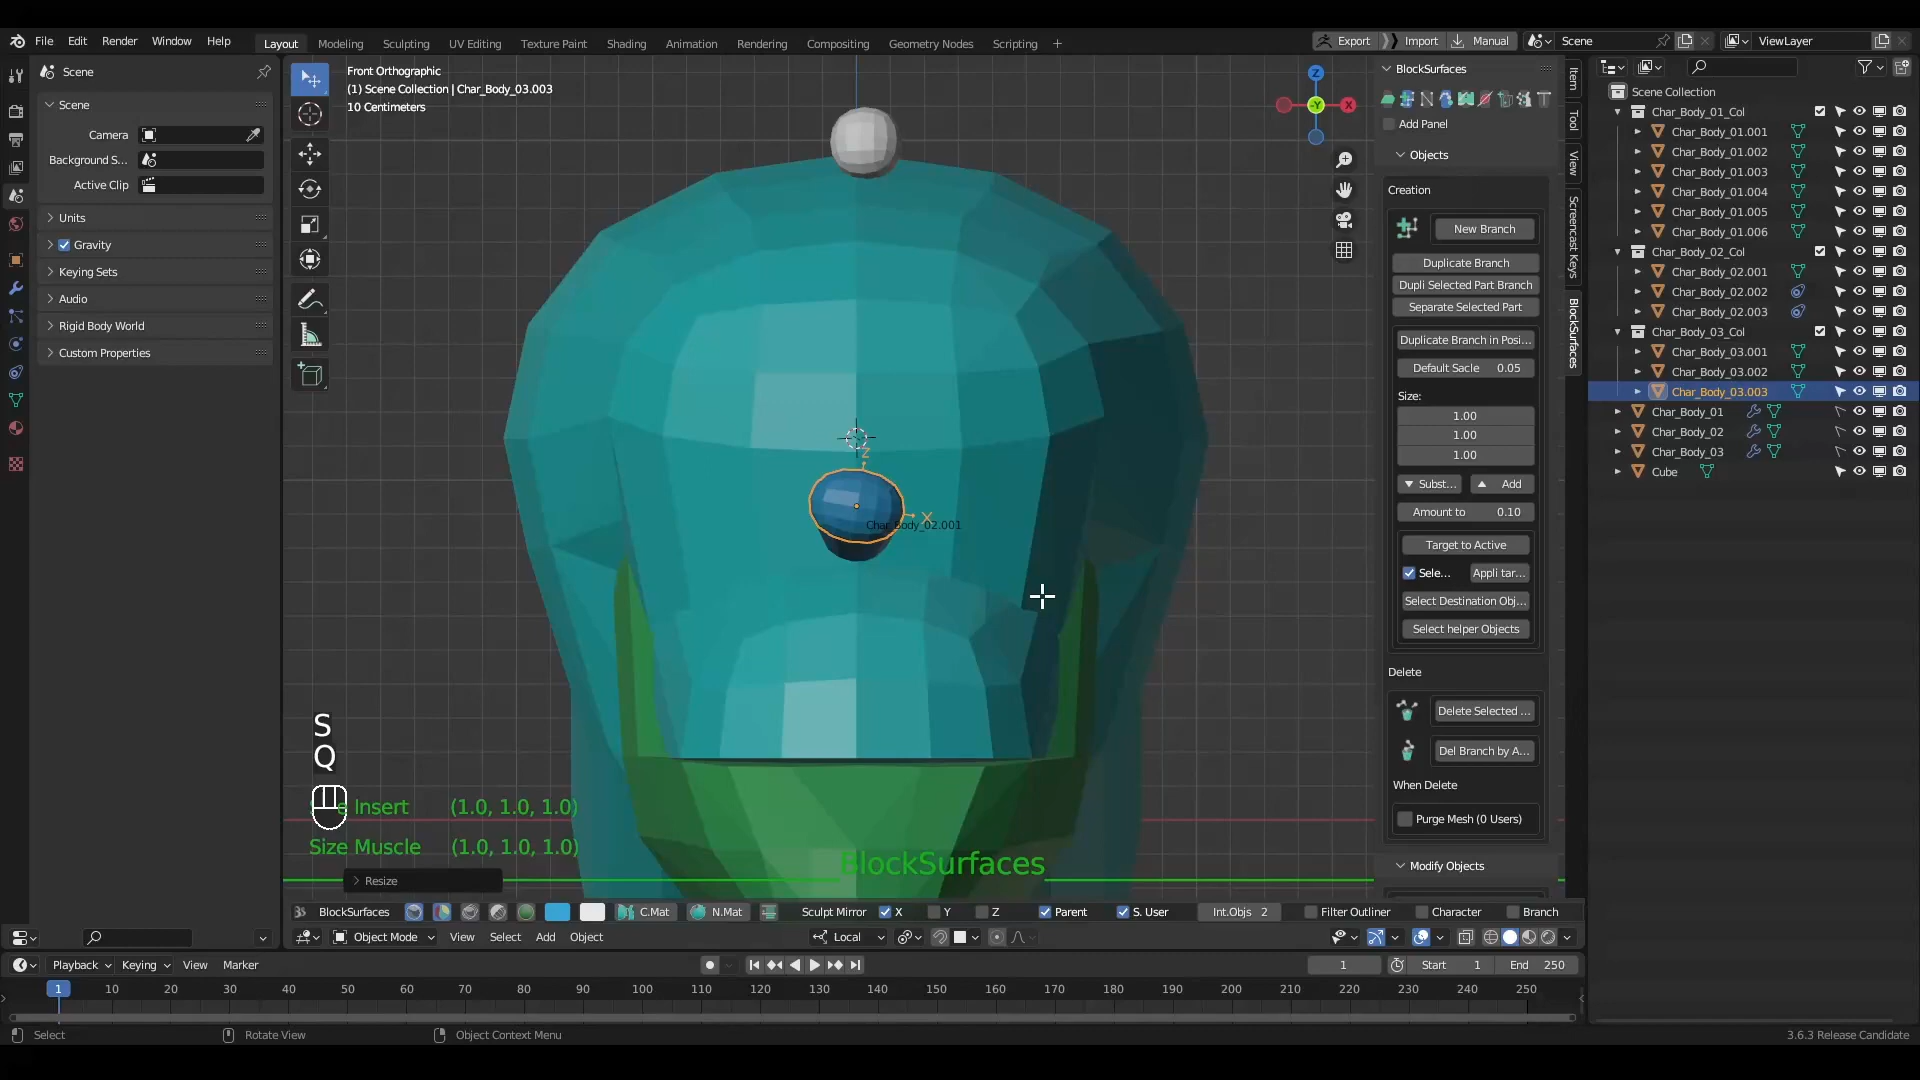 File Edit Render Window Help
Layout Modeling Sculpting UV Editing Texture Paint Shading Animation Rendering Compositing Geometry Nodes Scripting +
Export Import Manual Scene ViewLayer
Scene
Scene
Camera
Background S...
Active Clip
Units
Gravity
Keying Sets
Audio
Rigid Body World
Custom Properties
Front Orthographic
(1) Scene Collection | Char_Body_03.003
10 Centimeters
Z
X
-Y
Z
X
Char_Body_02.001
S
Q
Insert (1.0, 1.0, 1.0)
Size Muscle (1.0, 1.0, 1.0)
BlockSurfaces
Resize
BlockSurfaces
Add Panel
Objects
Creation
New Branch
Duplicate Branch
Dupli Selected Part Branch
Separate Selected Part
Duplicate Branch in Posi...
Default Sacle 0.05
Size:
1.00
1.00
1.00
Subst... Add
Amount to 0.10
Target to Active
Sele... Appli tar...
Select Destination Obj...
Select helper Objects
Delete
Delete Selected ...
Del Branch by A...
When Delete
Purge Mesh (0 Users)
Modify Objects
Item
Tool
View
Screencast Keys
BlockSurfaces
Scene Collection
Char_Body_01_Col
Char_Body_01.001
Char_Body_01.002
Char_Body_01.003
Char_Body_01.004
Char_Body_01.005
Char_Body_01.006
Char_Body_02_Col
Char_Body_02.001
Char_Body_02.002
Char_Body_02.003
Char_Body_03_Col
Char_Body_03.001
Char_Body_03.002
Char_Body_03.003
Char_Body_01
Char_Body_02
Char_Body_03
Cube
BlockSurfaces C.Mat N.Mat Sculpt Mirror X Y Z Parent S. User Int.Objs 2 Filter Outliner Character Branch
Object Mode View Select Add Object Local
Playback Keying View Marker 1 Start 1 End 250
1 10 20 30 40 50 60 70 80 90 100 110 120 130 140 150 160 170 180 190 200 210 220 230 240 250
Select Rotate View Object Context Menu 3.6.3 Release Candidate